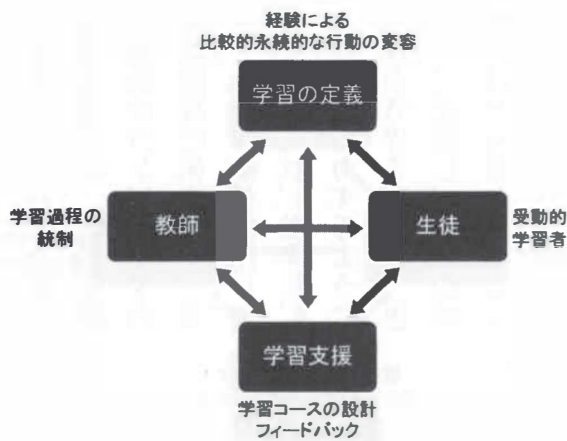 経験による
比較的永続的な行動の変容
学習の定義
学習過程の
統制
教師
生徒
受動的
学習者
学習支援
学習コースの設計
フィードバック